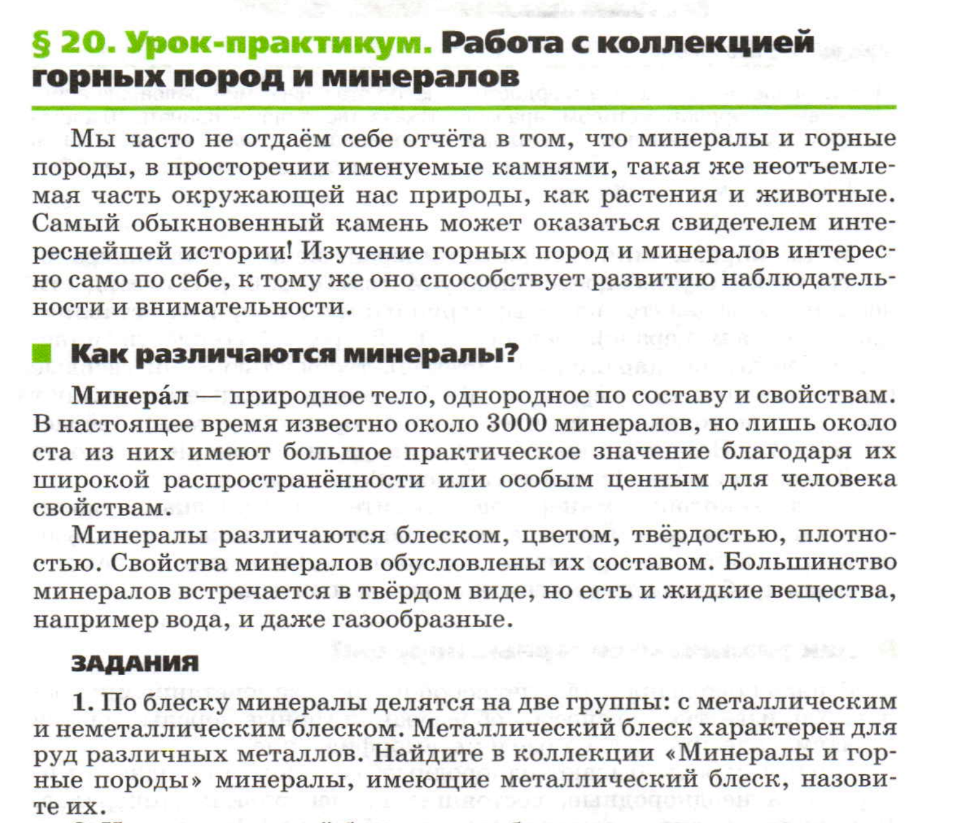 § 20. Урок-практикум. Работа с коллекцией
горных пород и минералов
Мы часто не отдаём себе отчёта в том, что минералы и горные
породы, в просторечии именуемые камнями, такая же неотъемле-
мая часть окружающей нас природы, как растения и животные.
Самый обыкновенный камень может оказаться свидетелем инте-
реснейшей истории! Изучение горных пород и минералов интерес-
но само по себе, к тому же оно способствует развитию наблюдатель-
ности и внимательности.
Как различаются минералы?
Минера́л — природное тело, однородное по составу и свойствам.
В настоящее время известно около 3000 минералов, но лишь около
ста из них имеют большое практическое значение благодаря их
широкой распространённости или особым ценным для человека
свойствам.
Минералы различаются блеском, цветом, твёрдостью, плотно-
стью. Свойства минералов обусловлены их составом. Большинство
минералов встречается в твёрдом виде, но есть и жидкие вещества,
например вода, и даже газообразные.
ЗАДАНИЯ
1. По блеску минералы делятся на две группы: с металлическим
и неметаллическим блеском. Металлический блеск характерен для
руд различных металлов. Найдите в коллекции «Минералы и гор-
ные породы» минералы, имеющие металлический блеск, назови-
те их.